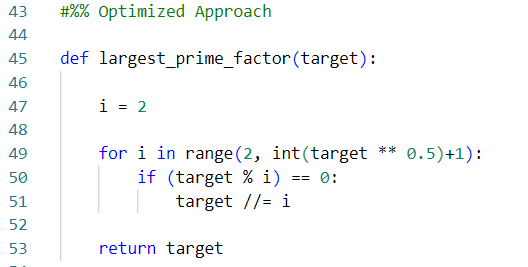 43 #%% Optimized Approach
44
45 def largest_prime_factor(target):
46
47 i = 2
48
49 for i in range(2, int(target ** 0.5)+1):
50 if (target % i) == 0:
51 target //= i
52
53 return target